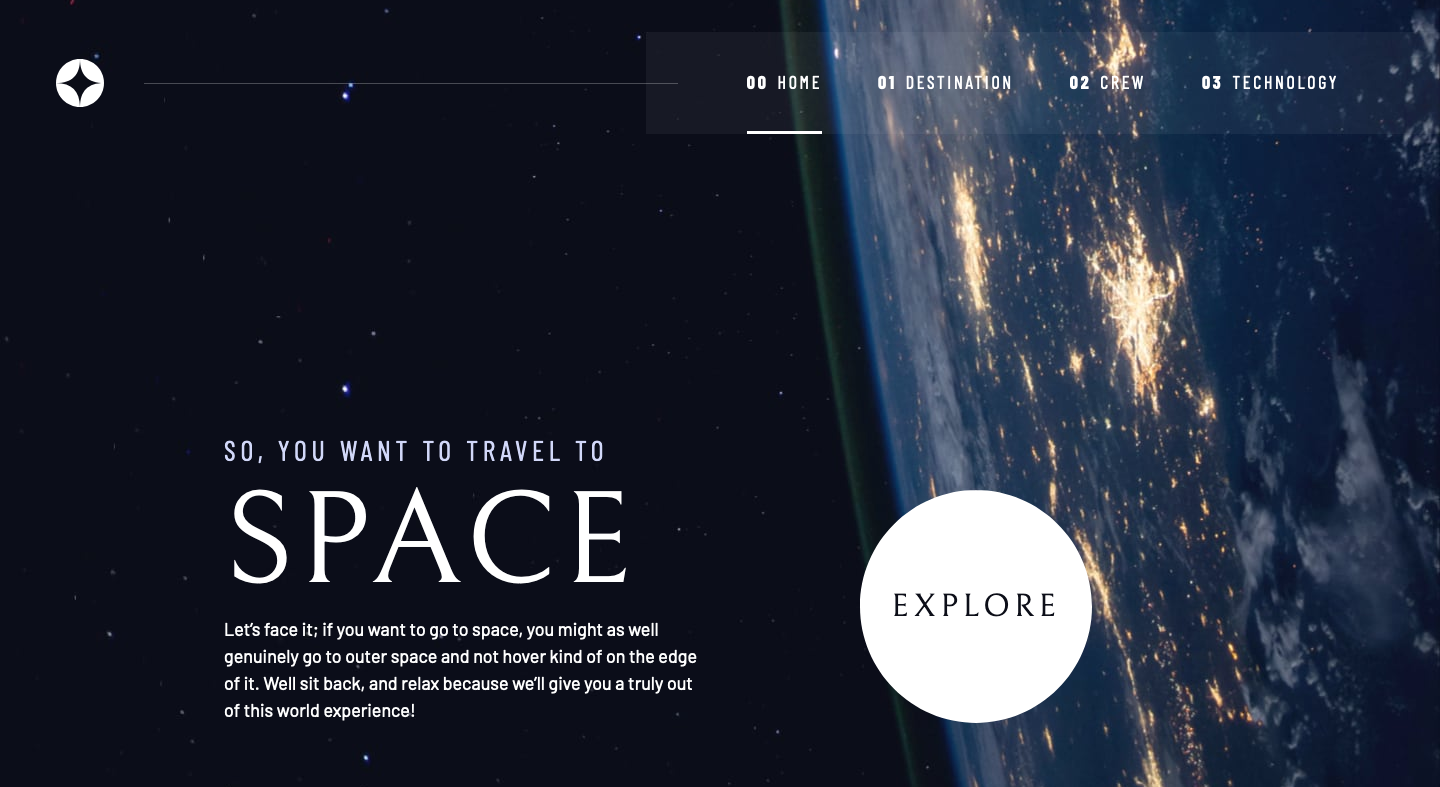 00 HOME 01 DESTINATION 02 CREW 03 TECHNOLOGY
SO, YOU WANT TO TRAVEL TO
SPACE
Let’s face it; if you want to go to space, you might as well
genuinely go to outer space and not hover kind of on the edge
of it. Well sit back, and relax because we’ll give you a truly out
of this world experience!
EXPLORE